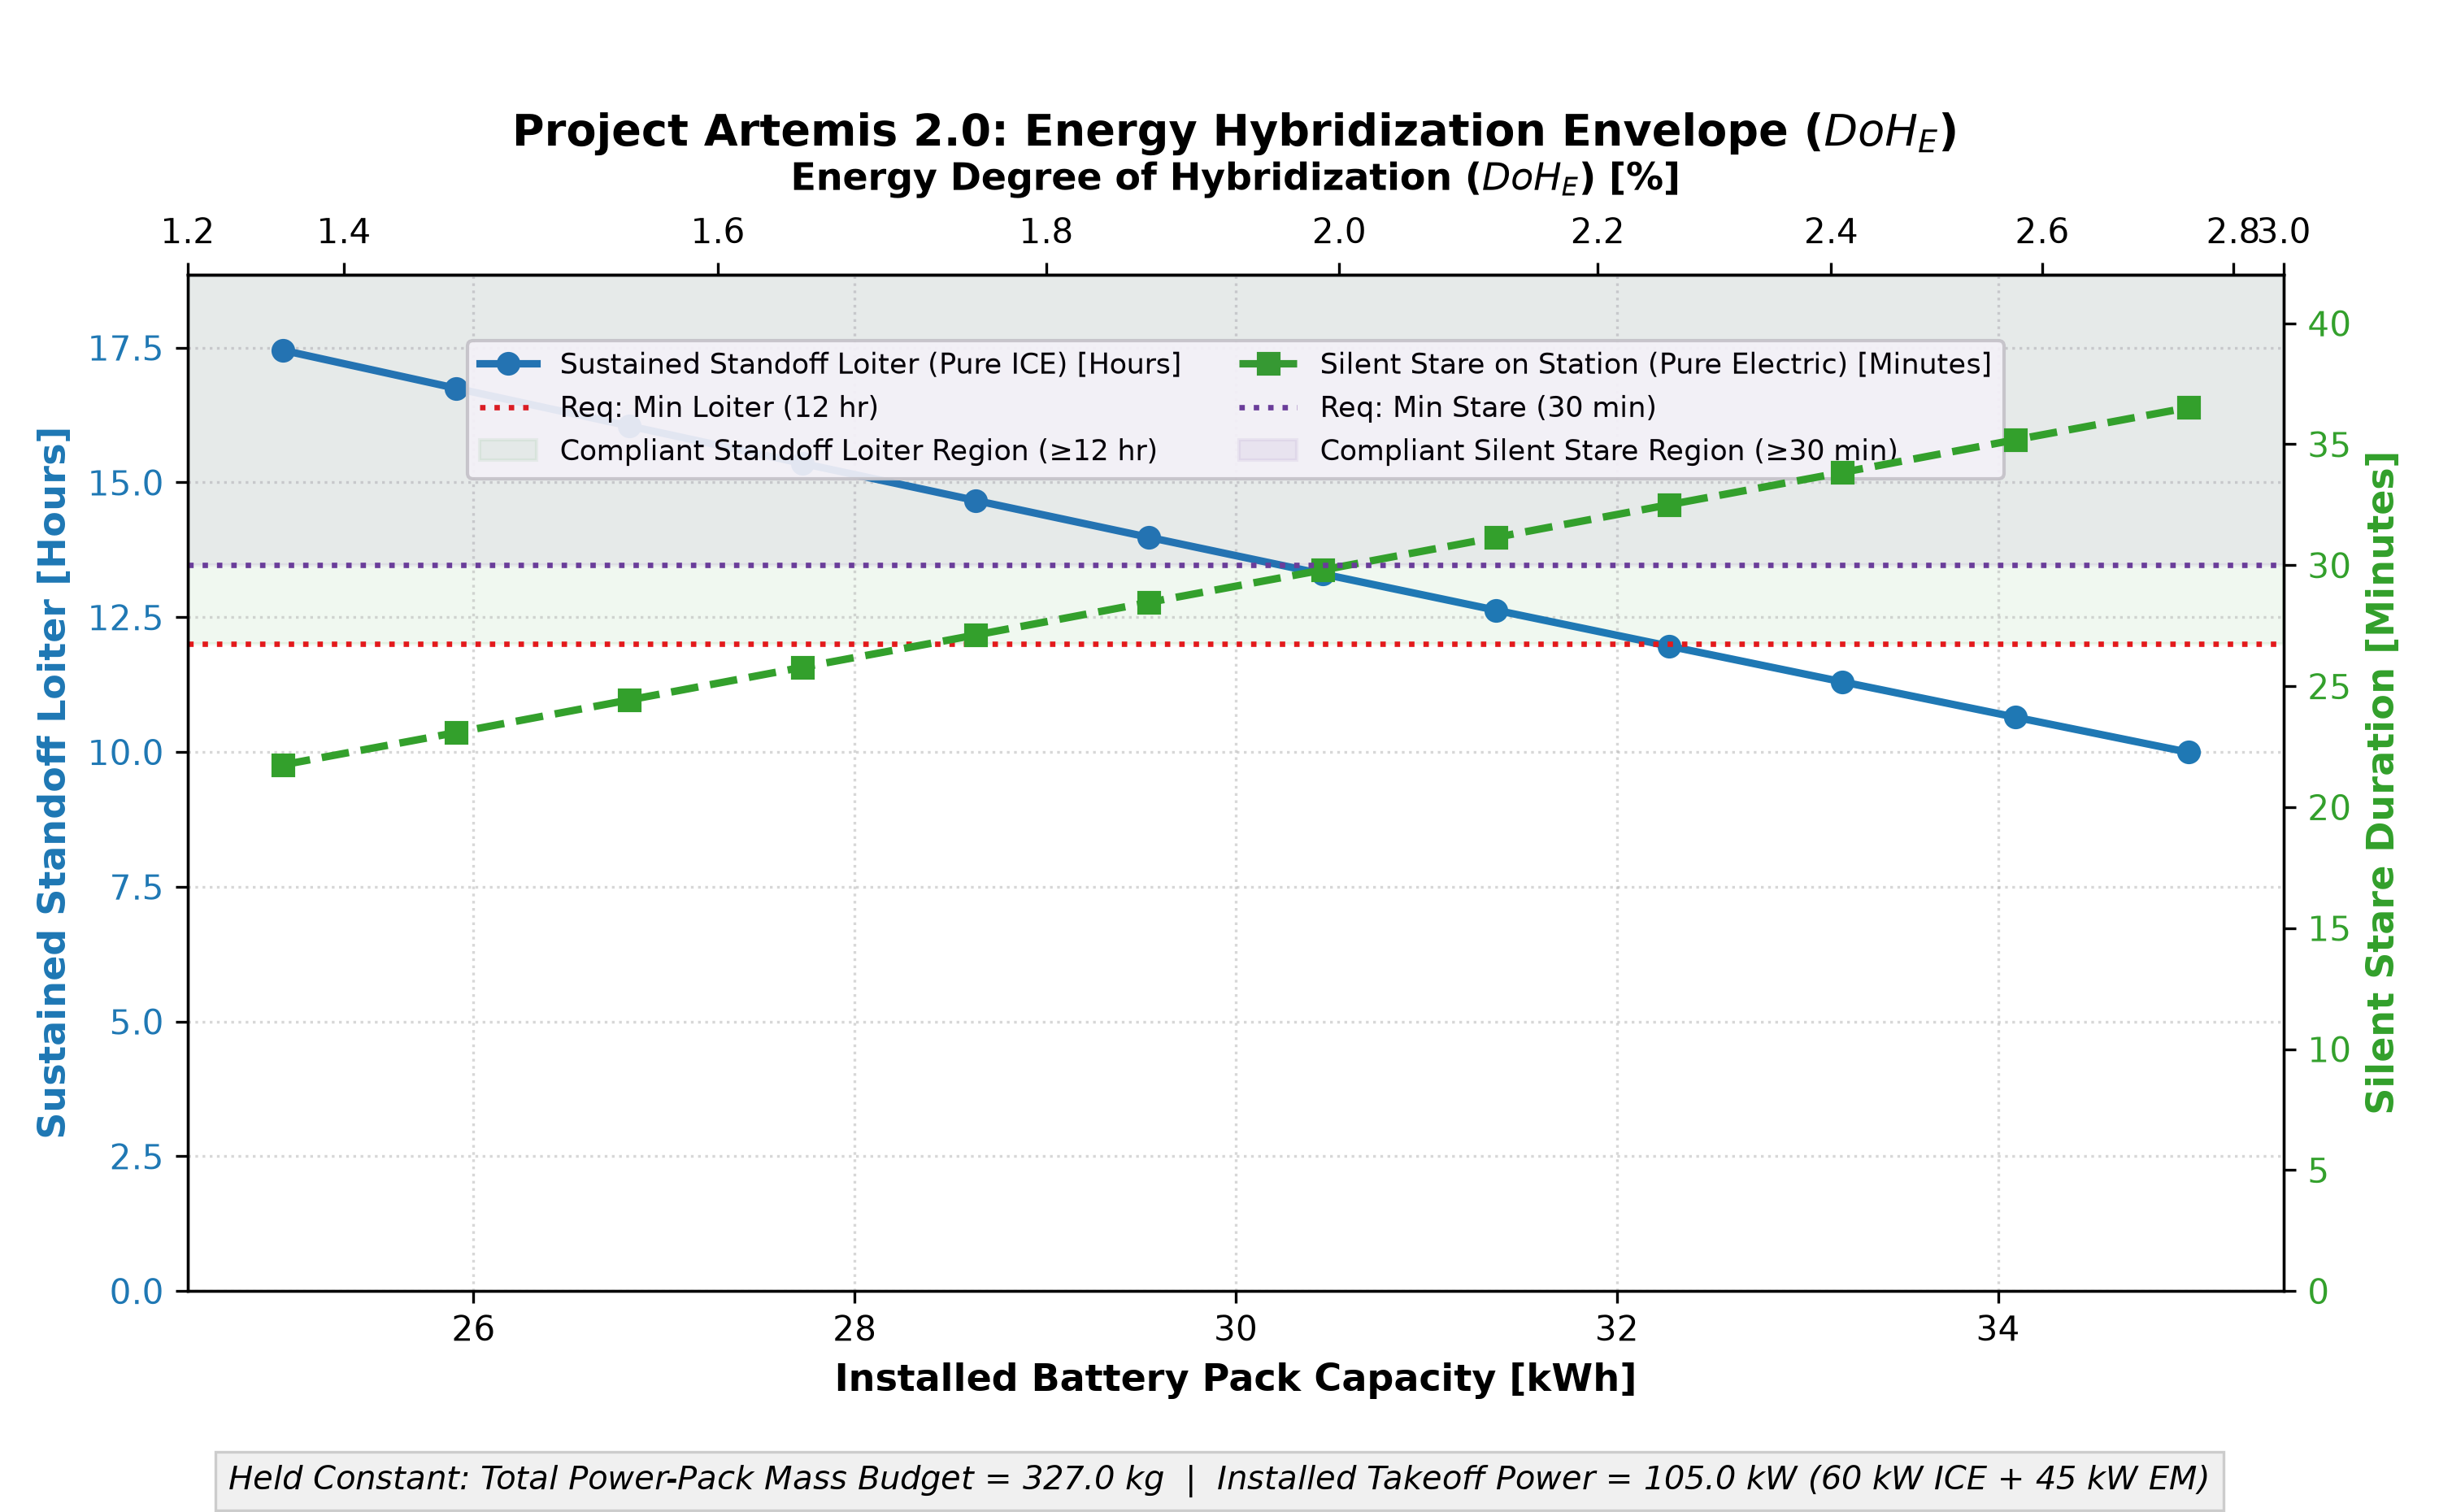 Project Artemis 2.0: Energy Hybridization Envelope (DoH_E)
Energy Degree of Hybridization (DoH_E) [%]
1.2 1.4 1.6 1.8 2.0 2.2 2.4 2.6 2.8 3.0
Sustained Standoff Loiter [Hours]
17.5
15.0
12.5
10.0
7.5
5.0
2.5
0.0
Sustained Standoff Loiter (Pure ICE) [Hours]
Req: Min Loiter (12 hr)
Compliant Standoff Loiter Region (≥12 hr)
Silent Stare on Station (Pure Electric) [Minutes]
Req: Min Stare (30 min)
Compliant Silent Stare Region (≥30 min)
40
35
30
25
20
15
10
5
0
Silent Stare Duration [Minutes]
26 28 30 32 34
Installed Battery Pack Capacity [kWh]
Held Constant: Total Power-Pack Mass Budget = 327.0 kg | Installed Takeoff Power = 105.0 kW (60 kW ICE + 45 kW EM)